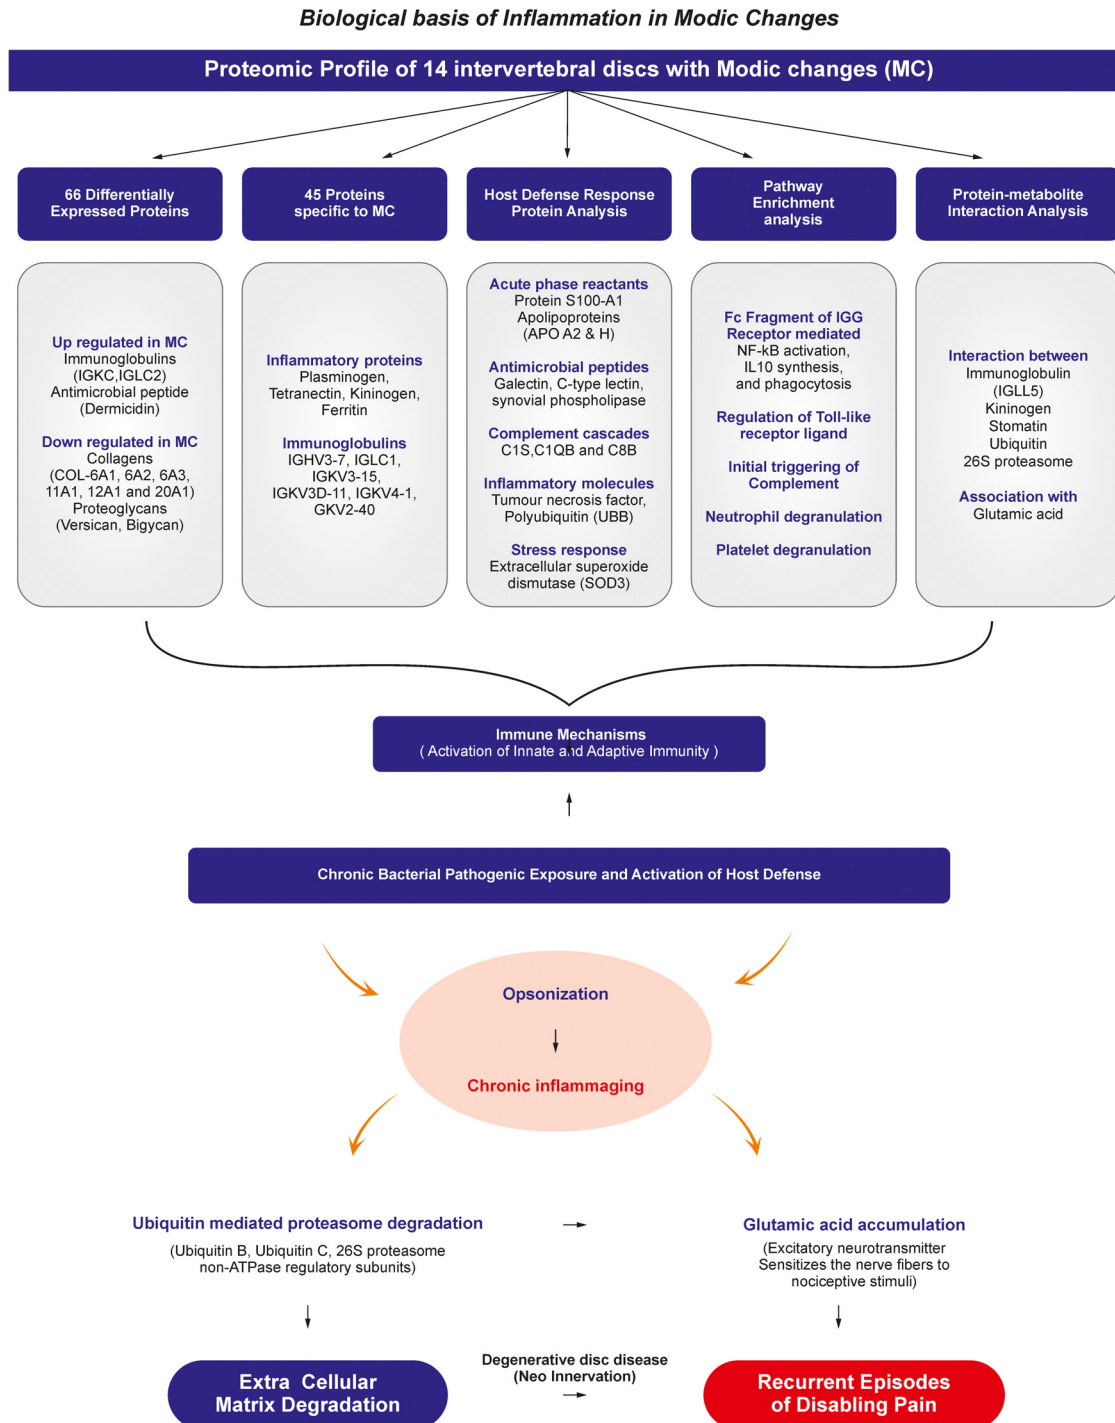 Biological basis of Inflammation in Modic Changes
Proteomic Profile of 14 intervertebral discs with Modic changes (MC)
66 Differentially
Expressed Proteins
45 Proteins
specific to MC
Host Defense Response
Protein Analysis
Pathway
Enrichment
analysis
Protein-metabolite
Interaction Analysis
Up regulated in MC
Immunoglobulins
(IGKC,IGLC2)
Antimicrobial peptide
(Dermicidin)
Down regulated in MC
Collagens
(COL-6A1, 6A2, 6A3,
11A1, 12A1 and 20A1)
Proteoglycans
(Versican, Bigycan)
Inflammatory proteins
Plasminogen,
Tetranectin, Kininogen,
Ferritin
Immunoglobulins
IGHV3-7, IGLC1,
IGKV3-15,
IGKV3D-11, IGKV4-1,
GKV2-40
Acute phase reactants
Protein S100-A1
Apolipoproteins
(APO A2 & H)
Antimicrobial peptides
Galectin, C-type lectin,
synovial phospholipase
Complement cascades
C1S,C1QB and C8B
Inflammatory molecules
Tumour necrosis factor,
Polyubiquitin (UBB)
Stress response
Extracellular superoxide
dismutase (SOD3)
Fc Fragment of IGG
Receptor mediated
NF-kB activation,
IL10 synthesis,
and phagocytosis
Regulation of Toll-like
receptor ligand
Initial triggering of
Complement
Neutrophil degranulation
Platelet degranulation
Interaction between
Immunoglobulin
(IGLL5)
Kininogen
Stomatin
Ubiquitin
26S proteasome
Association with
Glutamic acid
Immune Mechanisms
( Activation of Innate and Adaptive Immunity )
Chronic Bacterial Pathogenic Exposure and Activation of Host Defense
Opsonization
Chronic inflammaging
Ubiquitin mediated proteasome degradation
(Ubiquitin B, Ubiquitin C, 26S proteasome
non-ATPase regulatory subunits)
Glutamic acid accumulation
(Excitatory neurotransmitter
Sensitizes the nerve fibers to
nociceptive stimuli)
Extra Cellular
Matrix Degradation
Degenerative disc disease
(Neo Innervation)
Recurrent Episodes
of Disabling Pain